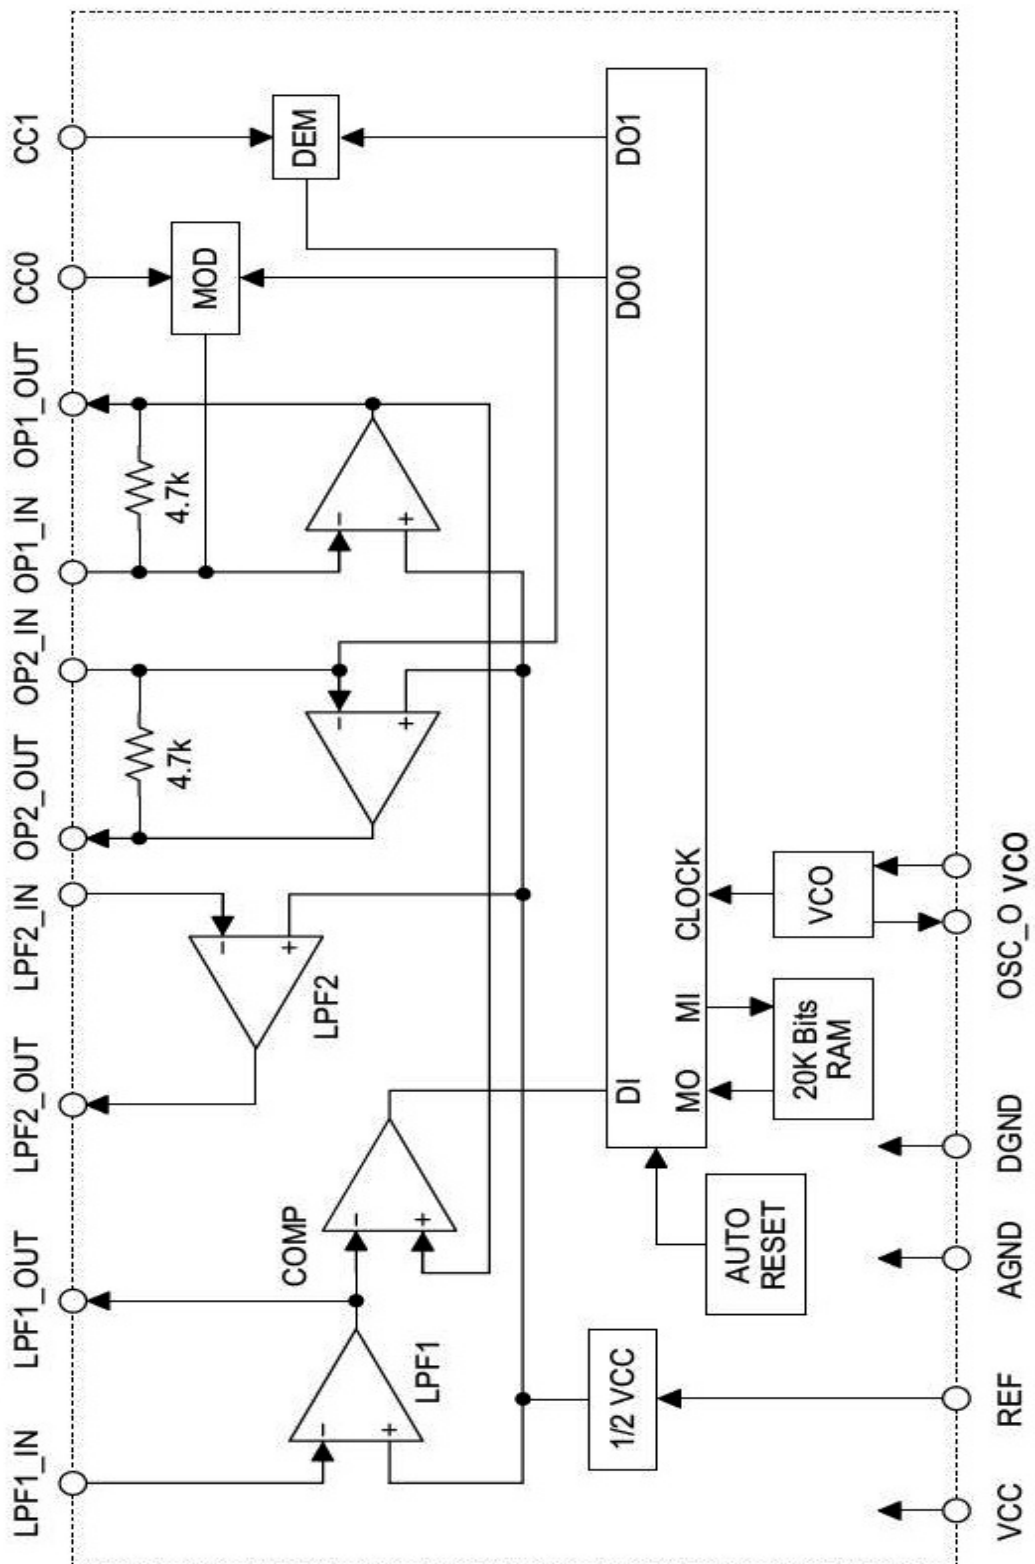 LPF1_IN
LPF1_OUT
LPF2_OUT
LPF2_IN
OP2_OUT
OP2_IN
OP1_IN
OP1_OUT
CC0
CC1
4.7k
4.7k
MOD
DEM
-
+
LPF1
COMP
-
+
-
+
LPF2
-
+
-
+
1/2 VCC
DI
DO0
DO1
MO
MI
CLOCK
AUTO
RESET
20K Bits
RAM
VCO
VCC
REF
AGND
DGND
OSC_O
VCO